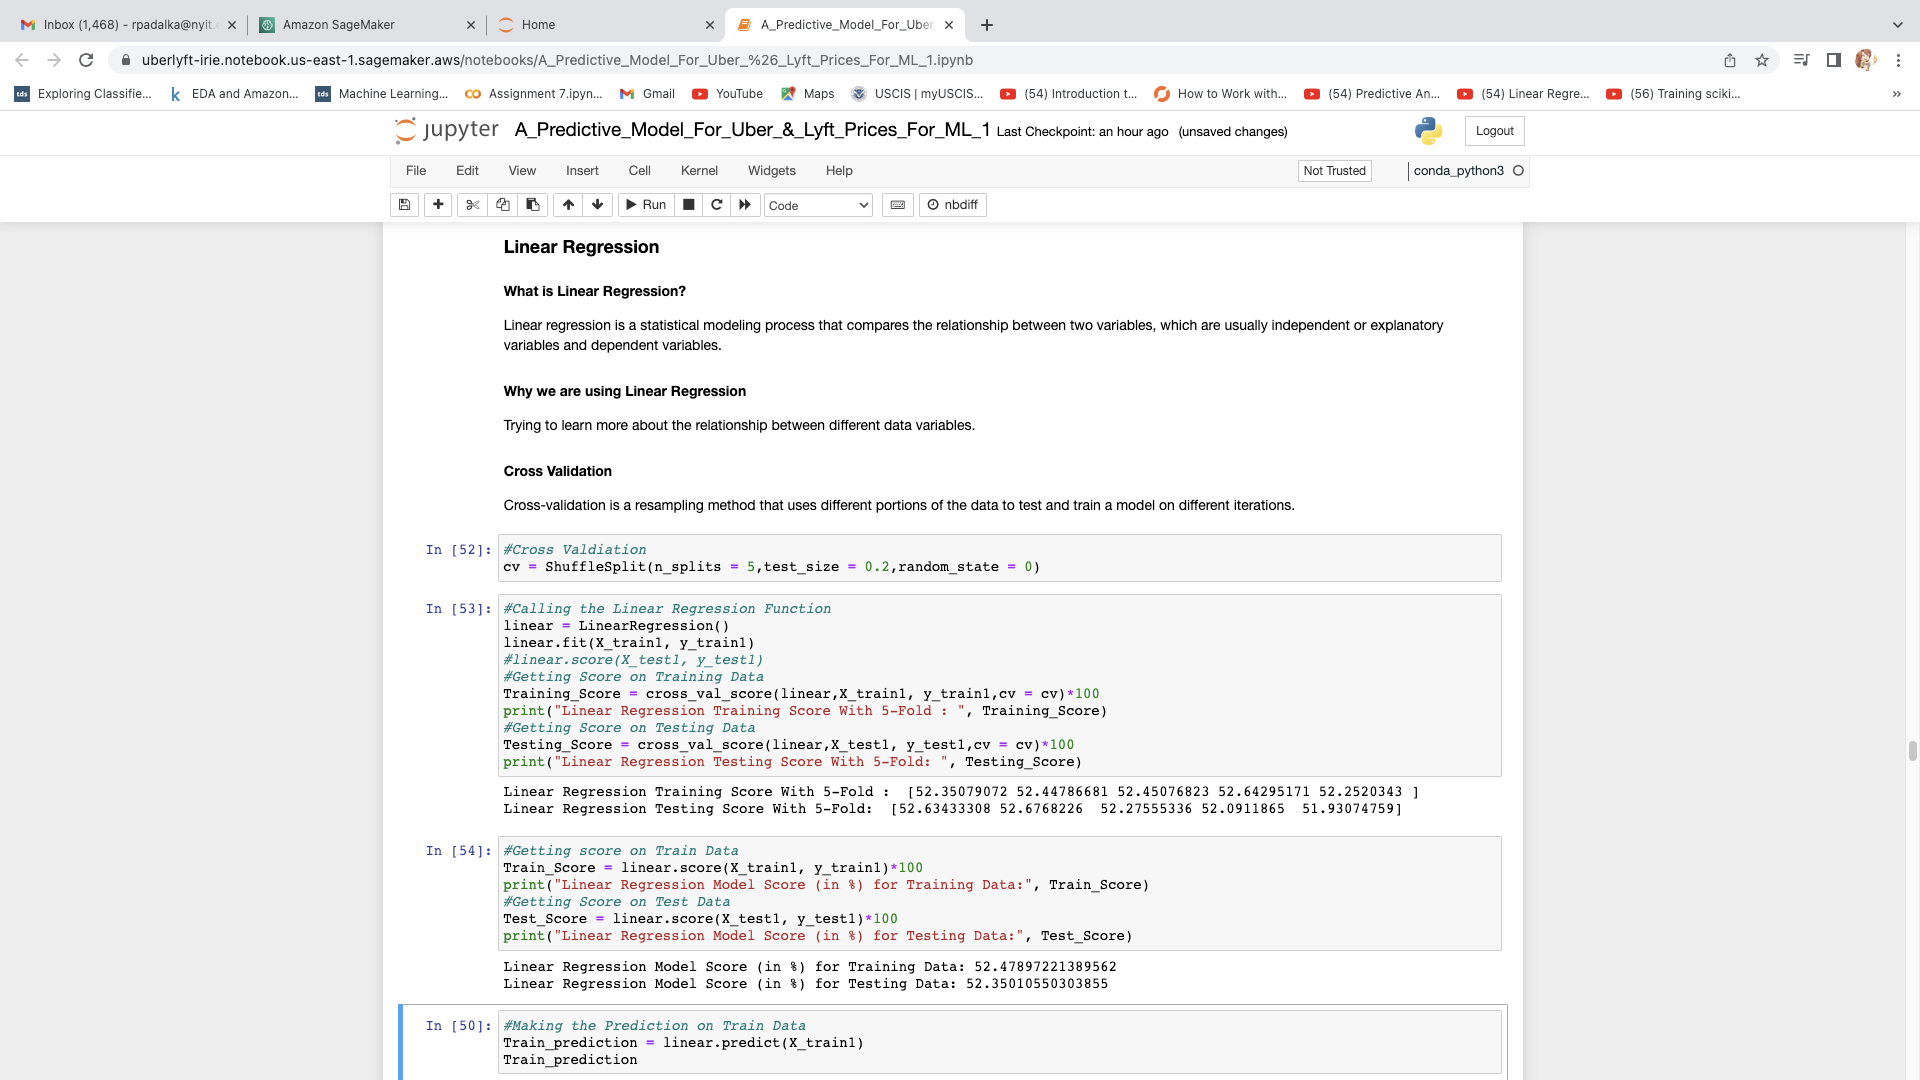 Inbox (1,468) - rpadalka@nyit.
Amazon SageMaker
Home
A_Predictive_Model_For_Uber
uberlyft-irie.notebook.us-east-1.sagemaker.aws/notebooks/A_Predictive_Model_For_Uber_%26_Lyft_Prices_For_ML_1.ipynb
tds Exploring Classifie... k EDA and Amazon... tds Machine Learning... Assignment 7.ipyn... Gmail YouTube Maps USCIS | myUSCIS... (54) Introduction t... How to Work with... (54) Predictive An... (54) Linear Regre... (56) Training sciki... »
jupyter A_Predictive_Model_For_Uber_&_Lyft_Prices_For_ML_1 Last Checkpoint: an hour ago (unsaved changes) Logout
File Edit View Insert Cell Kernel Widgets Help Not Trusted conda_python3
Run Code nbdiff
Linear Regression
What is Linear Regression?
Linear regression is a statistical modeling process that compares the relationship between two variables, which are usually independent or explanatory
variables and dependent variables.
Why we are using Linear Regression
Trying to learn more about the relationship between different data variables.
Cross Validation
Cross-validation is a resampling method that uses different portions of the data to test and train a model on different iterations.
In [52]: #Cross Valdiation
cv = ShuffleSplit(n_splits = 5,test_size = 0.2,random_state = 0)
In [53]: #Calling the Linear Regression Function
linear = LinearRegression()
linear.fit(X_train1, y_train1)
#linear.score(X_test1, y_test1)
#Getting Score on Training Data
Training_Score = cross_val_score(linear,X_train1, y_train1,cv = cv)*100
print("Linear Regression Training Score With 5-Fold : ", Training_Score)
#Getting Score on Testing Data
Testing_Score = cross_val_score(linear,X_test1, y_test1,cv = cv)*100
print("Linear Regression Testing Score With 5-Fold: ", Testing_Score)
Linear Regression Training Score With 5-Fold :  [52.35079072 52.44786681 52.45076823 52.64295171 52.2520343 ]
Linear Regression Testing Score With 5-Fold:  [52.63433308 52.6768226  52.27555336 52.0911865  51.93074759]
In [54]: #Getting score on Train Data
Train_Score = linear.score(X_train1, y_train1)*100
print("Linear Regression Model Score (in %) for Training Data:", Train_Score)
#Getting Score on Test Data
Test_Score = linear.score(X_test1, y_test1)*100
print("Linear Regression Model Score (in %) for Testing Data:", Test_Score)
Linear Regression Model Score (in %) for Training Data: 52.47897221389562
Linear Regression Model Score (in %) for Testing Data: 52.35010550303855
In [50]: #Making the Prediction on Train Data
Train_prediction = linear.predict(X_train1)
Train_prediction